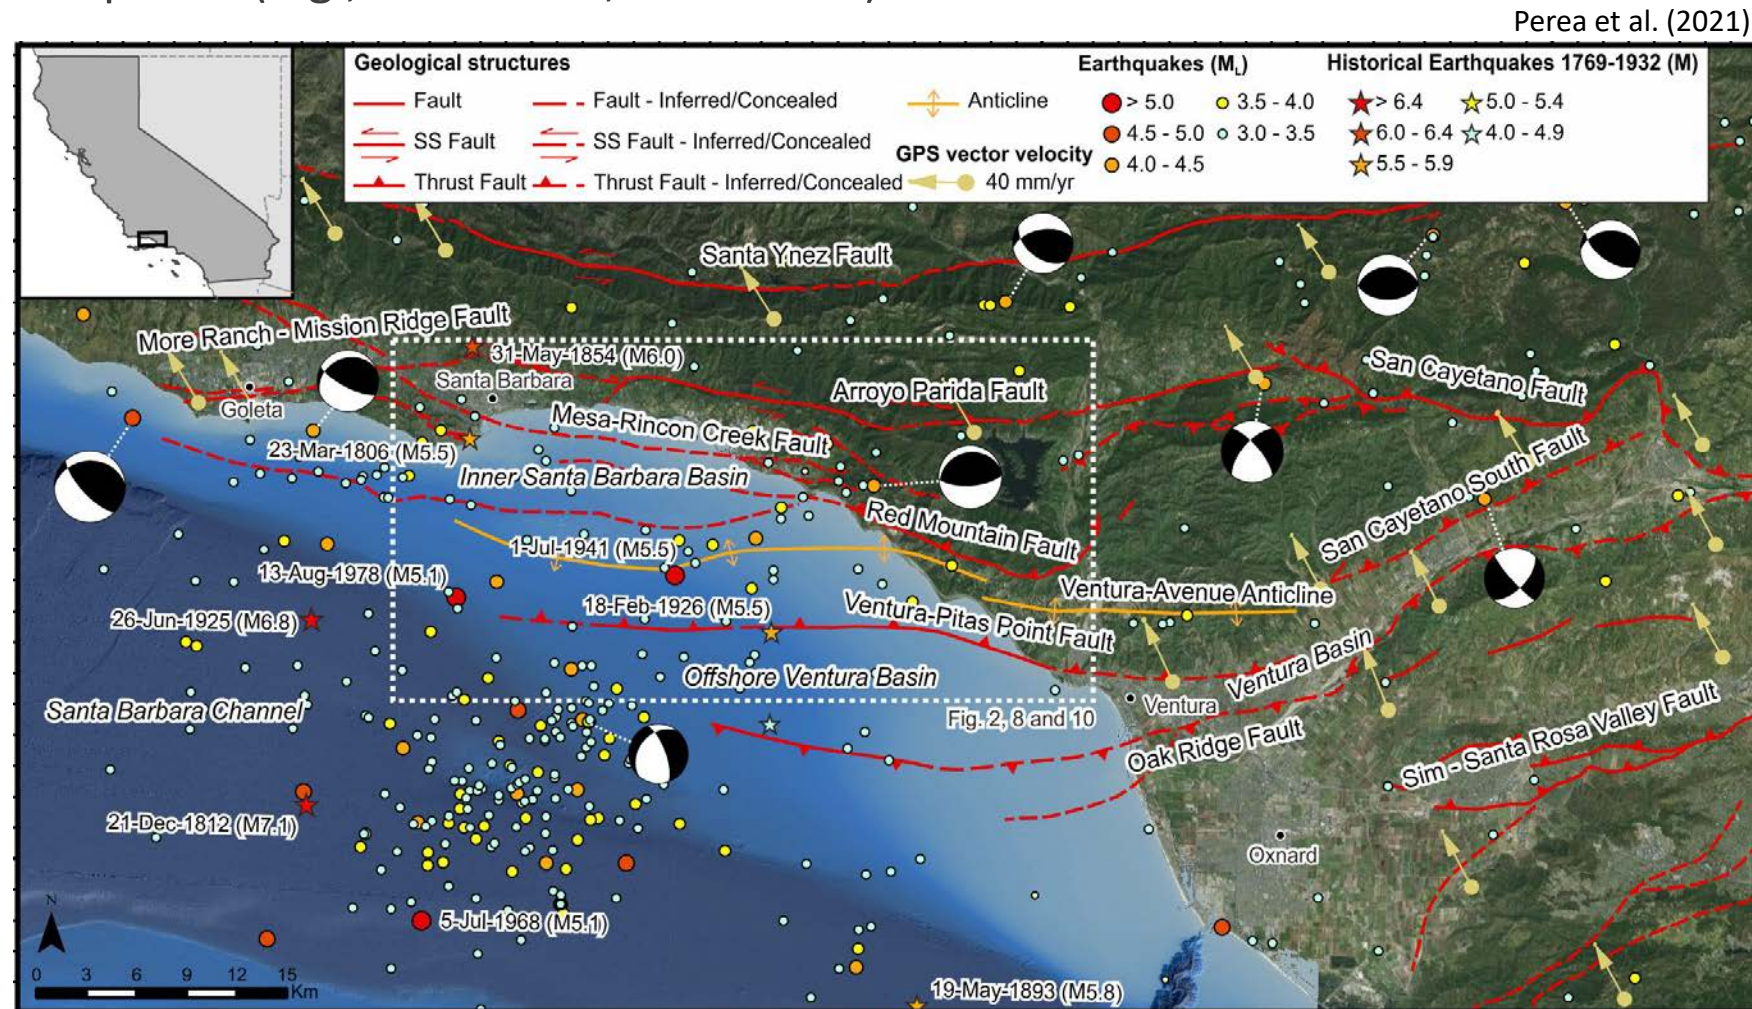 Perea et al. (2021)
Geological structures
Fault
Fault - Inferred/Concealed
Anticline
SS Fault
SS Fault - Inferred/Concealed
Thrust Fault
Thrust Fault - Inferred/Concealed
GPS vector velocity
40 mm/yr
Earthquakes (ML)
> 5.0
3.5 - 4.0
4.5 - 5.0
3.0 - 3.5
4.0 - 4.5
Historical Earthquakes 1769-1932 (M)
> 6.4
5.0 - 5.4
6.0 - 6.4
4.0 - 4.9
5.5 - 5.9
Santa Ynez Fault
More Ranch - Mission Ridge Fault
31-May-1854 (M6.0)
Santa Barbara
Goleta
Arroyo Parida Fault
San Cayetano Fault
Mesa-Rincon Creek Fault
23-Mar-1806 (M5.5)
Inner Santa Barbara Basin
San Cayetano South Fault
Red Mountain Fault
1-Jul-1941 (M5.5)
13-Aug-1978 (M5.1)
Ventura-Avenue Anticline
18-Feb-1926 (M5.5)
Ventura-Pitas Point Fault
26-Jun-1925 (M6.8)
Offshore Ventura Basin
Ventura Basin
Santa Barbara Channel
Ventura
Fig. 2, 8 and 10
Oak Ridge Fault
Sim - Santa Rosa Valley Fault
21-Dec-1812 (M7.1)
Oxnard
5-Jul-1968 (M5.1)
19-May-1893 (M5.8)
N
0 3 6 9 12 15
Km